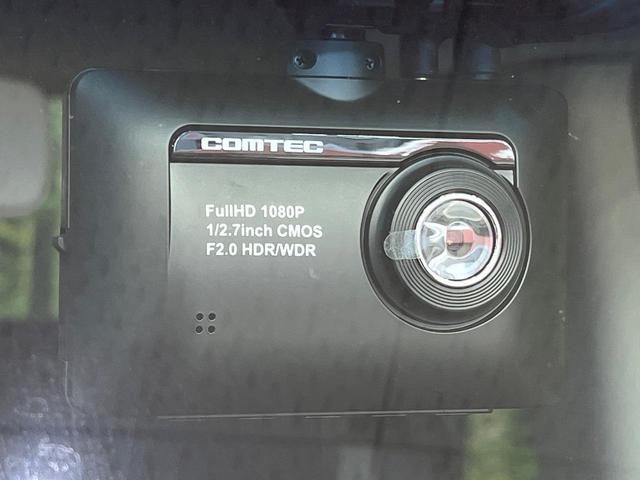 COMTEC
FullHD 1080P
1/2.7inch CMOS
F2.0 HDR/WDR